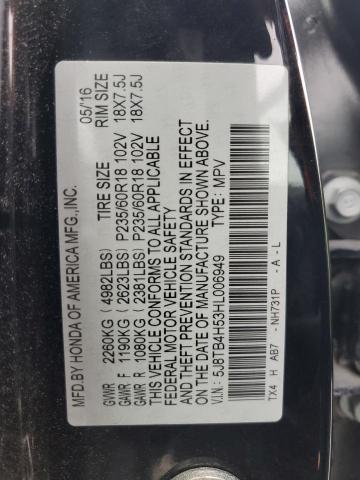 MFD.BY HONDA OF AMERICA MFG.,INC. 05/16
TIRE SIZE RIM SIZE
GVWR 2260KG (4982LBS)
GAWR F 1190KG (2623LBS) P235/60R18 102V 18X7.5J
GAWR R 1080KG (2381LBS) P235/60R18 102V 18X7.5J
THIS VEHICLE CONFORMS TO ALL APPLICABLE
FEDERAL MOTOR VEHICLE SAFETY
AND THEFT PREVENTION STANDARDS IN EFFECT
ON THE DATE OF MANUFACTURE SHOWN ABOVE.
V.I.N.: 5J8TB4H53HL006949 TYPE: MPV
TX4 H AB7 - NH731P - A - L